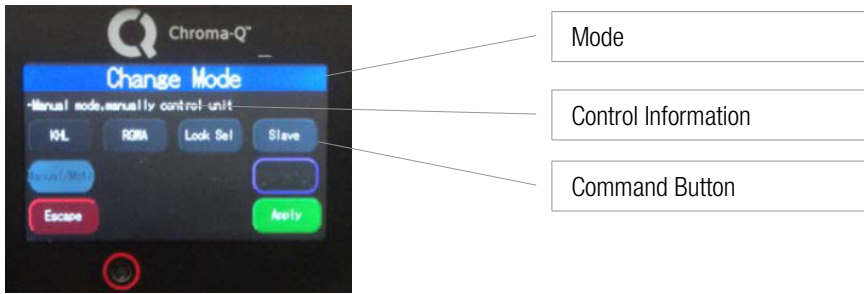 Chroma-Q™
Change Mode
-Manual mode,manually control unit
KHL
RGMA
Look Sel
Slave
Escape
Apply
Mode
Control Information
Command Button